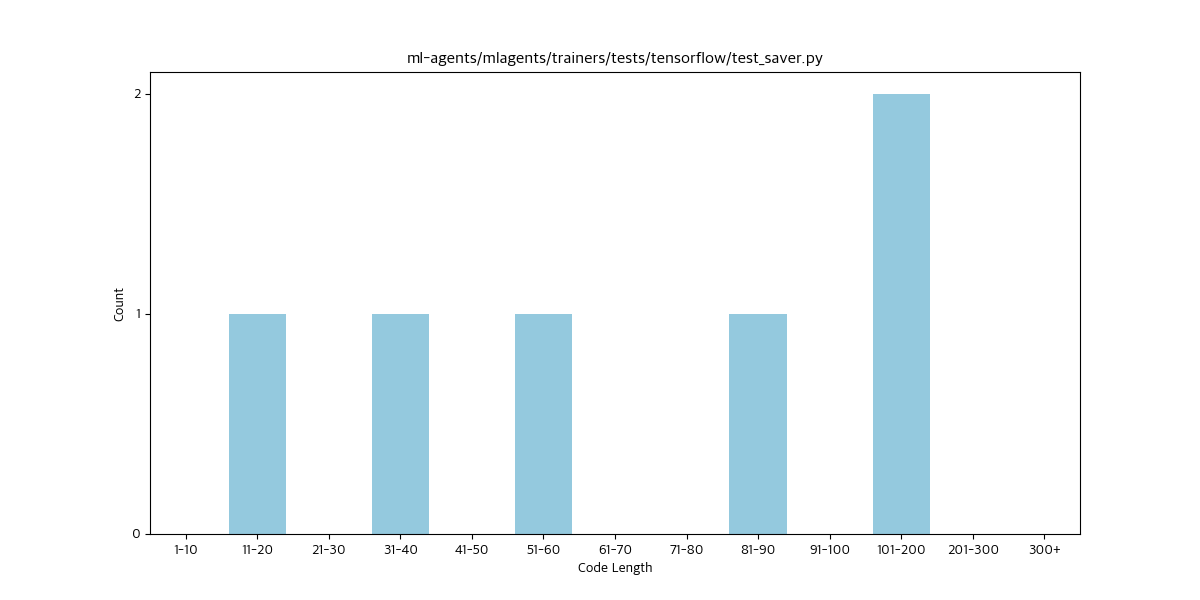 ml-agents/mlagents/trainers/tests/tensorflow/test_saver.py
2
1
0
Count
1-10 11-20 21-30 31-40 41-50 51-60 61-70 71-80 81-90 91-100 101-200 201-300 300+
Code Length